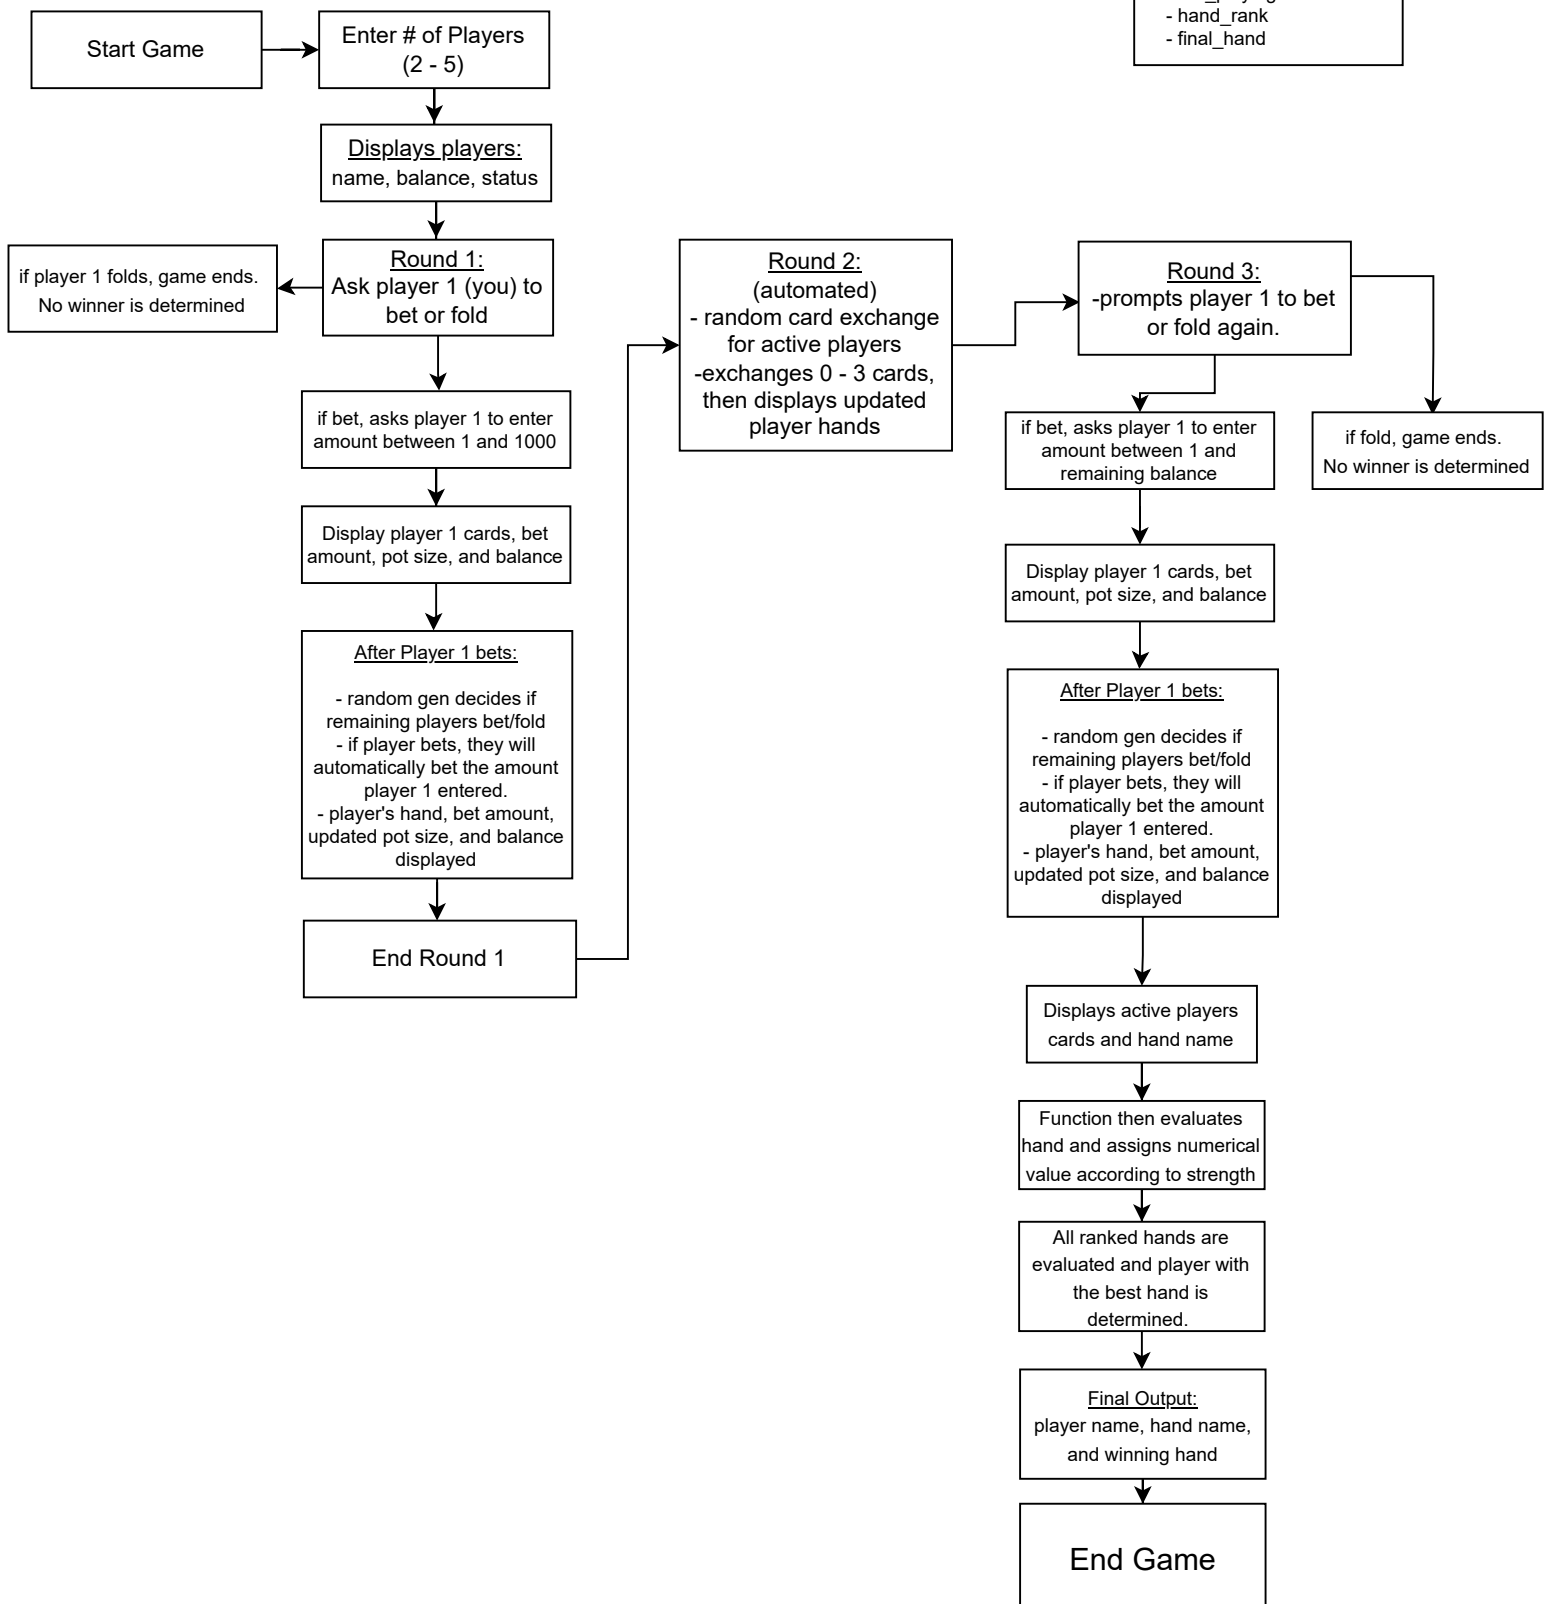 - hand_rank
- final_hand
Start Game
Enter # of Players
(2 - 5)
Displays players:
name, balance, status
Round 1:
Ask player 1 (you) to
bet or fold
if player 1 folds, game ends.
No winner is determined
if bet, asks player 1 to enter
amount between 1 and 1000
Display player 1 cards, bet
amount, pot size, and balance
After Player 1 bets:
- random gen decides if
remaining players bet/fold
- if player bets, they will
automatically bet the amount
player 1 entered.
- player's hand, bet amount,
updated pot size, and balance
displayed
End Round 1
Round 2:
(automated)
- random card exchange
for active players
-exchanges 0 - 3 cards,
then displays updated
player hands
Round 3:
-prompts player 1 to bet
or fold again.
if fold, game ends.
No winner is determined
if bet, asks player 1 to enter
amount between 1 and
remaining balance
Display player 1 cards, bet
amount, pot size, and balance
After Player 1 bets:
- random gen decides if
remaining players bet/fold
- if player bets, they will
automatically bet the amount
player 1 entered.
- player's hand, bet amount,
updated pot size, and balance
displayed
Displays active players
cards and hand name
Function then evaluates
hand and assigns numerical
value according to strength
All ranked hands are
evaluated and player with
the best hand is
determined.
Final Output:
player name, hand name,
and winning hand
End Game